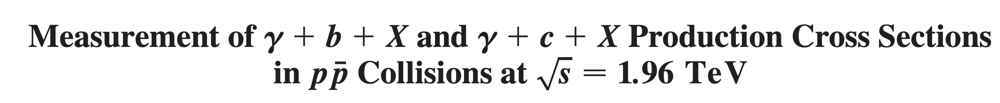 Measurement of γ + b + X and γ + c + X Production Cross Sections
in pp̄ Collisions at √s = 1.96 TeV